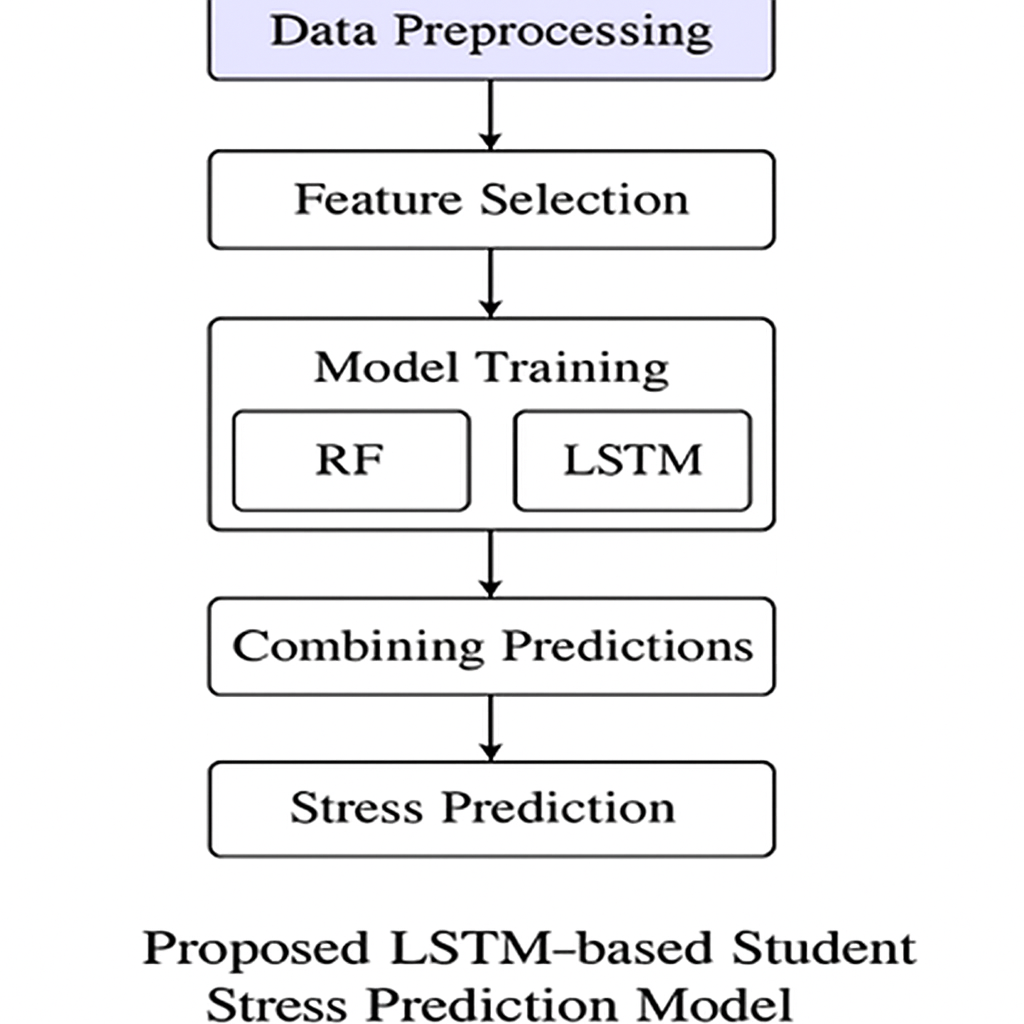 Data Preprocessing
Feature Selection
Model Training
RF
LSTM
Combining Predictions
Stress Prediction
Proposed LSTM–based Student
Stress Prediction Model